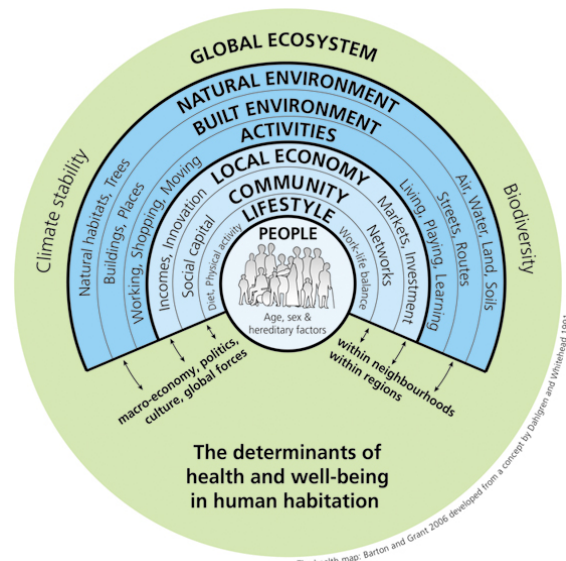 GLOBAL ECOSYSTEM
NATURAL ENVIRONMENT
BUILT ENVIRONMENT
ACTIVITIES
LOCAL ECONOMY
COMMUNITY
LIFESTYLE
PEOPLE
Age, sex &
hereditary factors
Climate stability
Natural habitats, Trees
Buildings, Places
Working, Shopping, Moving
Incomes, Innovation
Social capital
Diet, Physical activity
Work-life balance
Networks
Markets, Investment
Living, Playing, Learning
Streets, Routes
Air, Water, Land, Soils
Biodiversity
macro-economy, politics,
culture, global forces
within neighbourhoods
within regions
The determinants of
health and well-being
in human habitation
health map: Barton and Grant 2006 developed from a concept by Dahlgren and Whitehead